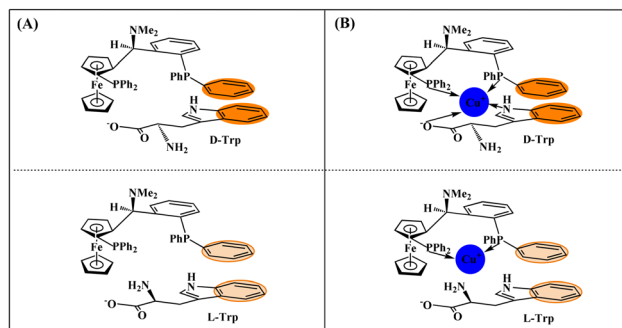 (A)
NMe2
H
Fe
PPh2
PhP
H
N
-O
O
NH2
D-Trp
(B)
NMe2
H
Fe
PPh2
PhP
Cu+
H
N
-O
O
NH2
D-Trp
NMe2
H
Fe
PPh2
PhP
H2N
H
N
-O
O
L-Trp
NMe2
H
Fe
PPh2
PhP
Cu+
H2N
H
N
-O
O
L-Trp